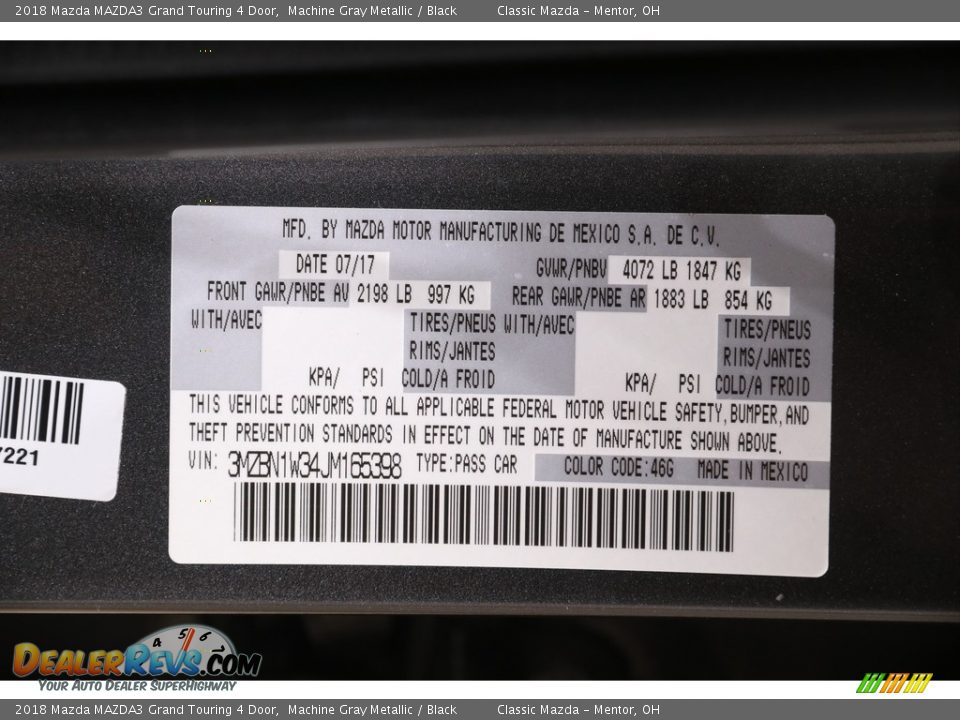 2018 Mazda MAZDA3 Grand Touring 4 Door, Machine Gray Metallic / Black Classic Mazda - Mentor, OH
MFD. BY MAZDA MOTOR MANUFACTURING DE MEXICO S.A. DE C.V.
DATE 07/17 GVWR/PNBV 4072 LB 1847 KG
FRONT GAWR/PNBE AV 2198 LB 997 KG REAR GAWR/PNBE AR 1883 LB 854 KG
WITH/AVEC TIRES/PNEUS WITH/AVEC TIRES/PNEUS
RIMS/JANTES RIMS/JANTES
KPA/ PSI COLD/A FROID KPA/ PSI COLD/A FROID
THIS VEHICLE CONFORMS TO ALL APPLICABLE FEDERAL MOTOR VEHICLE SAFETY,BUMPER,AND
THEFT PREVENTION STANDARDS IN EFFECT ON THE DATE OF MANUFACTURE SHOWN ABOVE.
7221
VIN: 3MZBN1W34JM165398 TYPE:PASS CAR COLOR CODE:46G MADE IN MEXICO
4 5 6
DEALERREVS.COM
YOUR AUTO DEALER SUPERHIGHWAY
2018 Mazda MAZDA3 Grand Touring 4 Door, Machine Gray Metallic / Black Classic Mazda - Mentor, OH